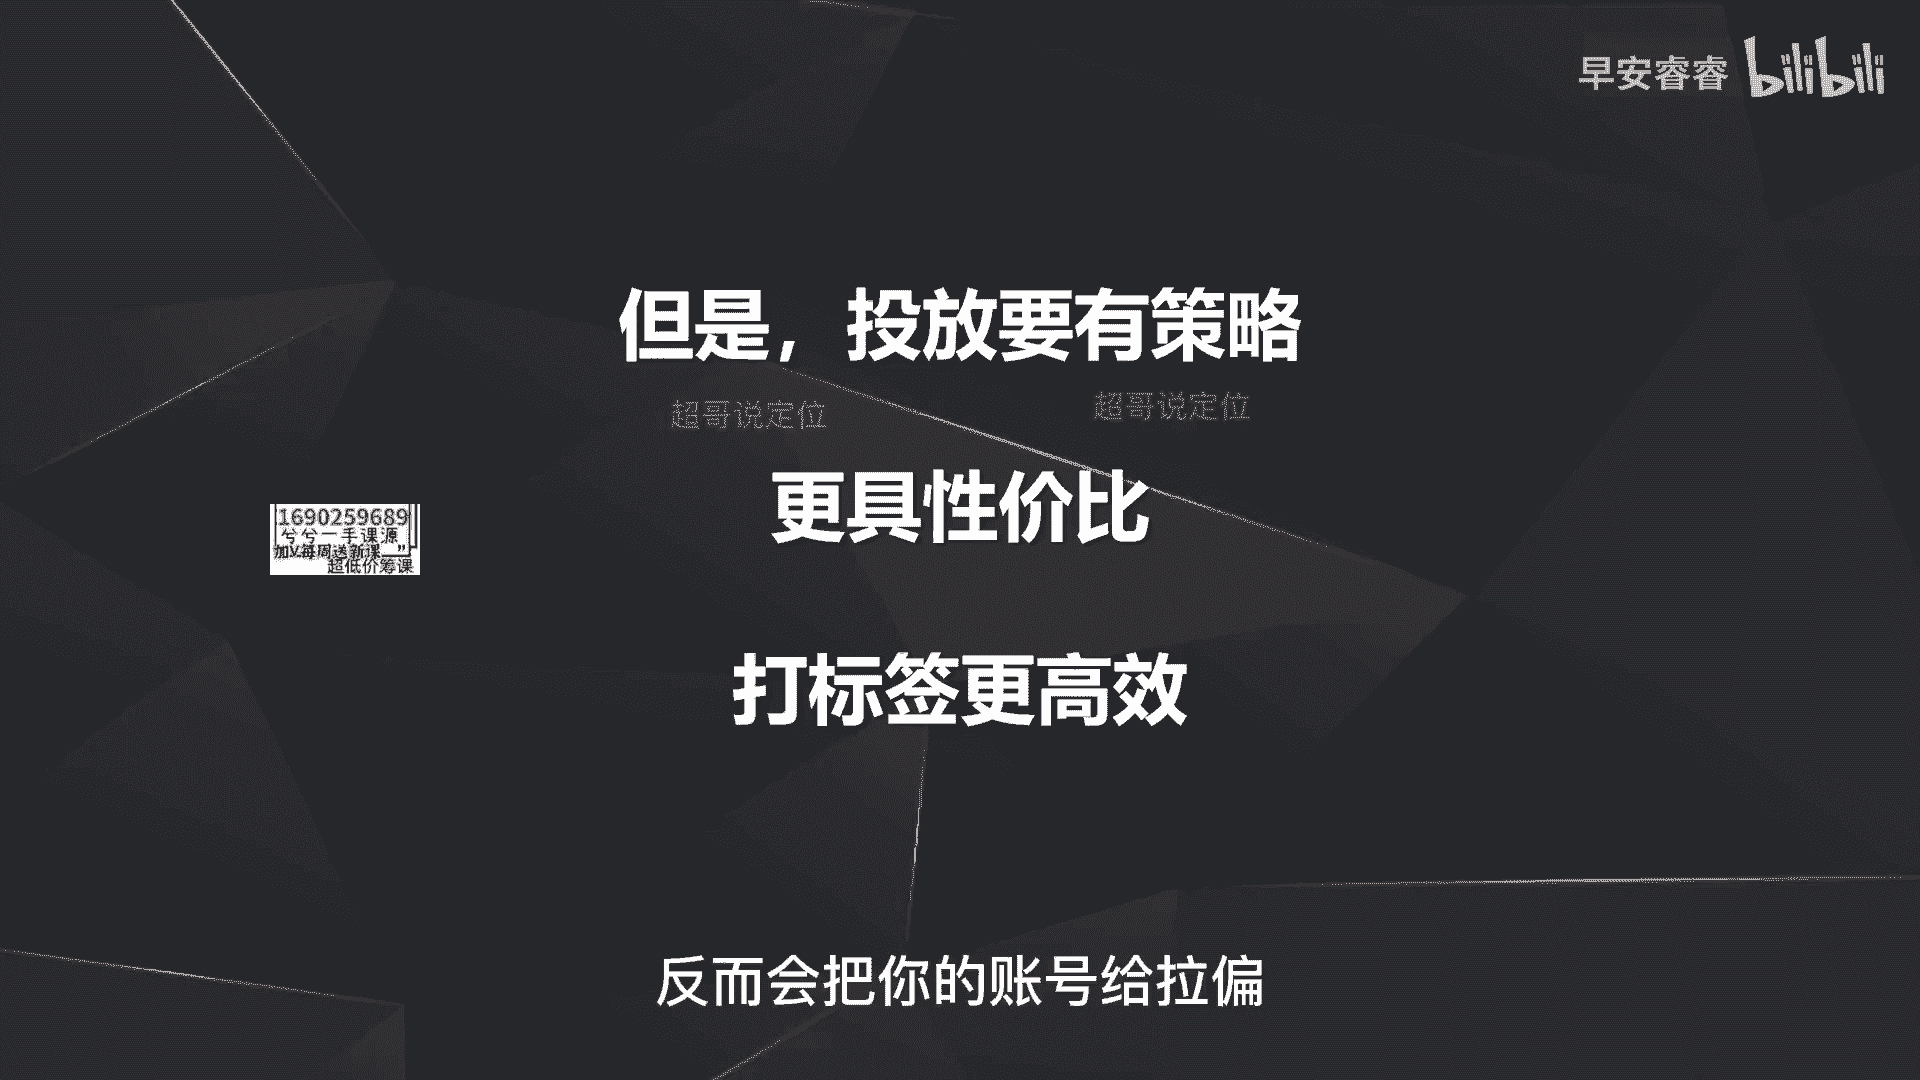 早安睿睿 bilibili
但是，投放要有策略
超哥说定位 超哥说定位
更具性价比
1690259689
兮兮一手课源
加V每周送新课
超低价筹课
打标签更高效
反而会把你的账号给拉偏